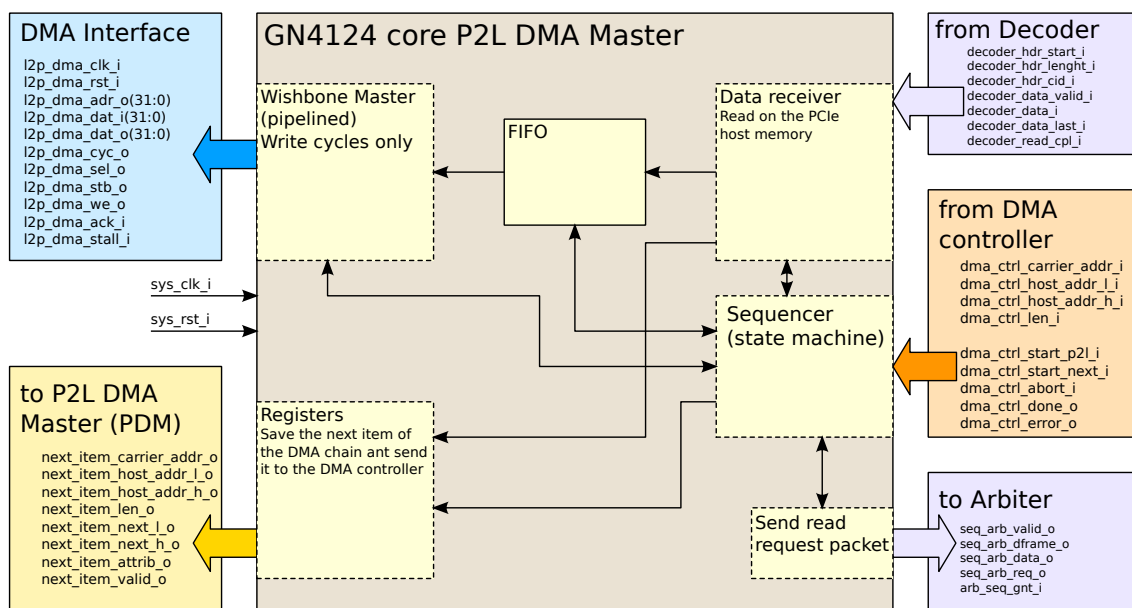 DMA Interface
l2p_dma_clk_i
l2p_dma_rst_i
l2p_dma_adr_o(31:0)
l2p_dma_dat_i(31:0)
l2p_dma_dat_o(31:0)
l2p_dma_cyc_o
l2p_dma_sel_o
l2p_dma_stb_o
l2p_dma_we_o
l2p_dma_ack_i
l2p_dma_stall_i
sys_clk_i
sys_rst_i
to P2L DMA
Master (PDM)
next_item_carrier_addr_o
next_item_host_addr_l_o
next_item_host_addr_h_o
next_item_len_o
next_item_next_l_o
next_item_next_h_o
next_item_attrib_o
next_item_valid_o
GN4124 core P2L DMA Master
Wishbone Master
(pipelined)
Write cycles only
FIFO
Data receiver
Read on the PCIe
host memory
Sequencer
(state machine)
Registers
Save the next item of
the DMA chain ant send
it to the DMA controller
Send read
request packet
from Decoder
decoder_hdr_start_i
decoder_hdr_lenght_i
decoder_hdr_cid_i
decoder_data_valid_i
decoder_data_i
decoder_data_last_i
decoder_read_cpl_i
from DMA
controller
dma_ctrl_carrier_addr_i
dma_ctrl_host_addr_l_i
dma_ctrl_host_addr_h_i
dma_ctrl_len_i
dma_ctrl_start_p2l_i
dma_ctrl_start_next_i
dma_ctrl_abort_i
dma_ctrl_done_o
dma_ctrl_error_o
to Arbiter
seq_arb_valid_o
seq_arb_dframe_o
seq_arb_data_o
seq_arb_req_o
arb_seq_gnt_i